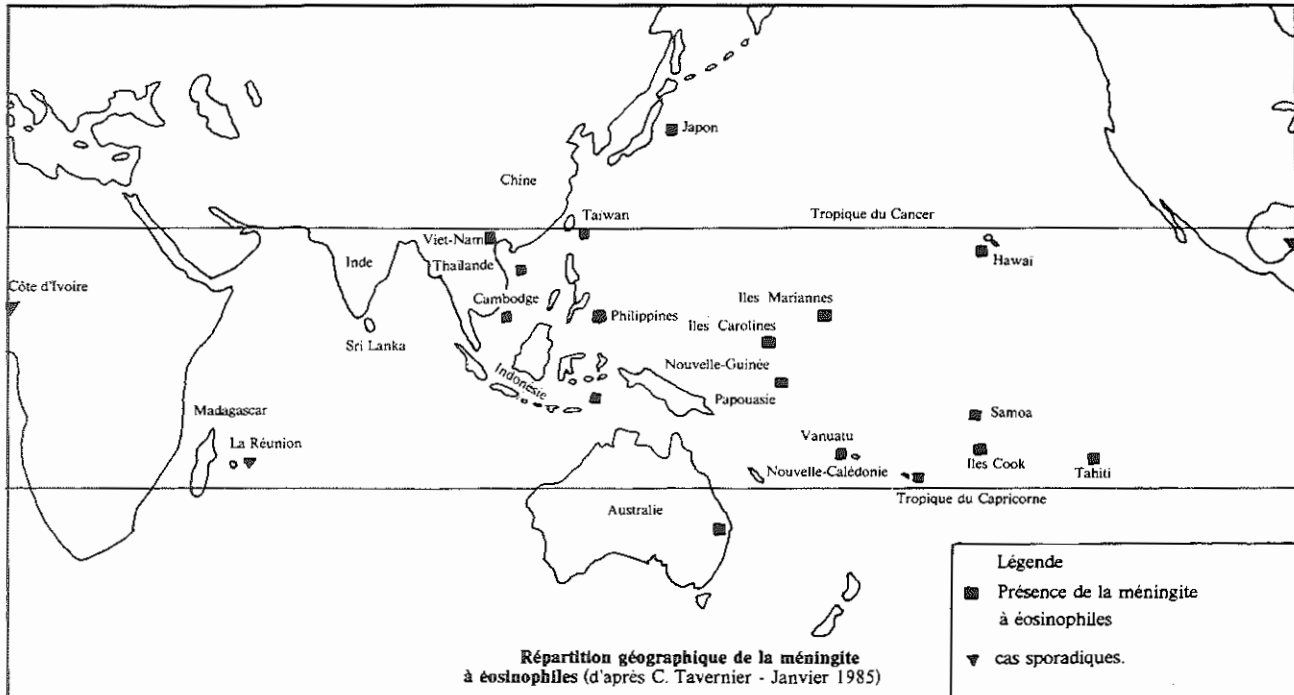 Japon
Chine
Taiwan
Tropique du Cancer
Viet-Nam
Hawaï
Inde
Thaïlande
Côte d'Ivoire
Cambodge
Iles Mariannes
Philippines
Iles Carolines
Sri Lanka
Nouvelle-Guinée
Indonésie
Papouasie
Madagascar
Samoa
La Réunion
Vanuatu
Iles Cook
Nouvelle-Calédonie
Tahiti
Tropique du Capricorne
Australie
Légende
Présence de la méningite
à éosinophiles
cas sporadiques.
Répartition géographique de la méningite
à éosinophiles (d'après C. Tavernier - Janvier 1985)